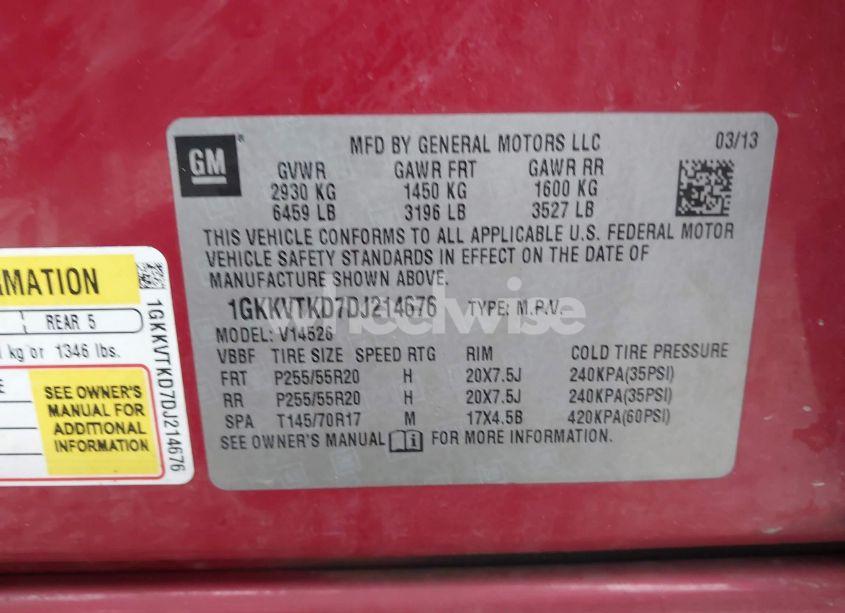 GM
MFD BY GENERAL MOTORS LLC 03/13
GVWR GAWR FRT GAWR RR
2930 KG 1450 KG 1600 KG
6459 LB 3196 LB 3527 LB
THIS VEHICLE CONFORMS TO ALL APPLICABLE U.S. FEDERAL MOTOR
VEHICLE SAFETY STANDARDS IN EFFECT ON THE DATE OF
MANUFACTURE SHOWN ABOVE.
1GKKVTKD7DJ214676 TYPE: M.P.V.
MODEL: V14526
VBBF TIRE SIZE SPEED RTG RIM COLD TIRE PRESSURE
FRT P255/55R20 H 20X7.5J 240KPA(35PSI)
RR P255/55R20 H 20X7.5J 240KPA(35PSI)
SPA T145/70R17 M 17X4.5B 420KPA(60PSI)
SEE OWNER'S MANUAL FOR MORE INFORMATION.
REAR 5
kg or 1346 lbs.
SEE OWNER'S
MANUAL FOR
ADDITIONAL
INFORMATION
1GKKVTKD7DJ214676
wheelwise